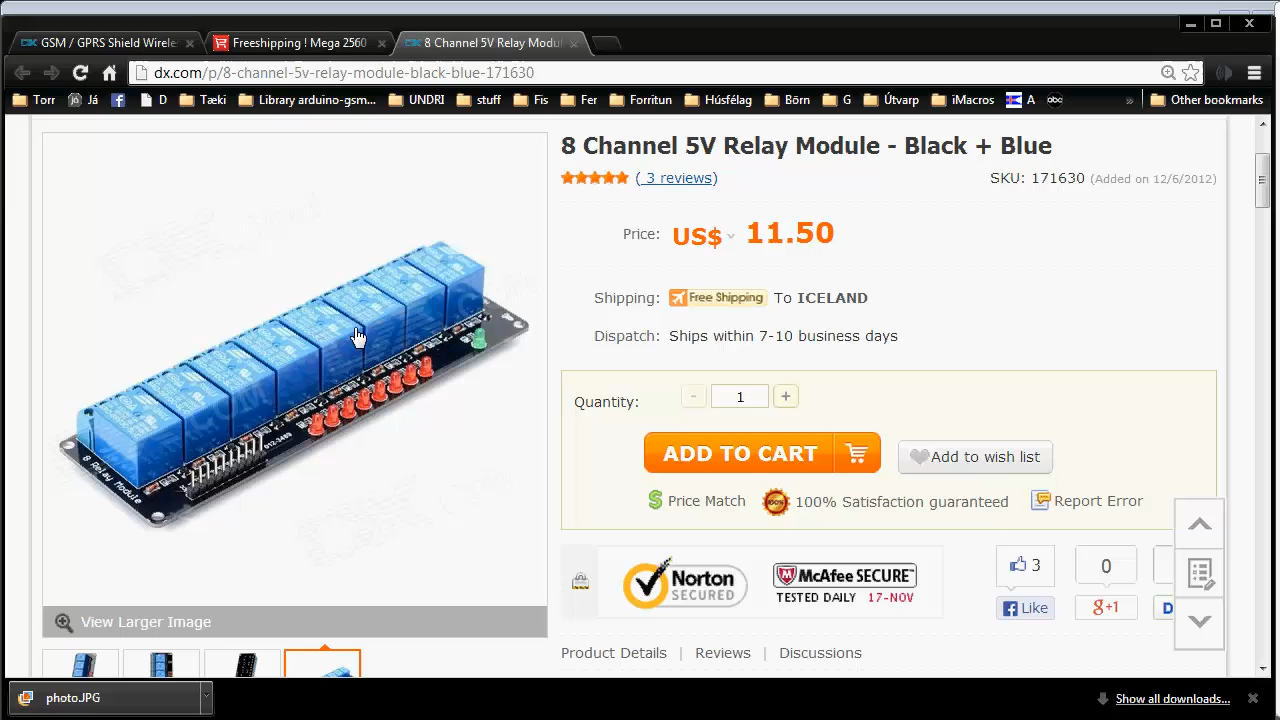 GSM / GPRS Shield Wirele
Freeshipping ! Mega 2560
8 Channel 5V Relay Modul
dx.com/p/8-channel-5v-relay-module-black-blue-171630
Torr
Já
D
Tæki
Library arduino-gsm...
UNDRI
stuff
Fis
Fer
Forritun
Húsfélag
Börn
G
Útvarp
iMacros
A
abc
»
Other bookmarks
8 Channel 5V Relay Module - Black + Blue
( 3 reviews)
SKU: 171630 (Added on 12/6/2012)
Price: US$ 11.50
Shipping: Free Shipping To ICELAND
Dispatch: Ships within 7-10 business days
Quantity: - 1 +
ADD TO CART
Add to wish list
Price Match
100% Satisfaction guaranteed
Report Error
8 Relay Module
Norton
SECURED
McAfee SECURE
TESTED DAILY 17-NOV
3
0
Like
g+1
D
View Larger Image
Product Details | Reviews | Discussions
photo.JPG
Show all downloads...